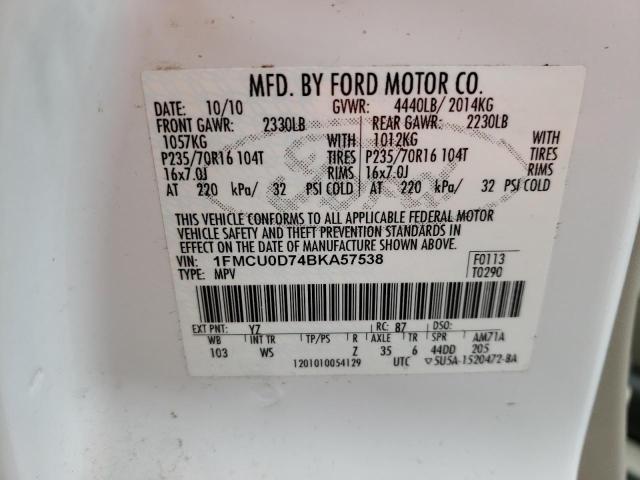 MFD. BY FORD MOTOR CO.
DATE: 10/10 GVWR: 4440LB/ 2014KG
FRONT GAWR: 2330LB REAR GAWR: 2230LB
1057KG WITH 1012KG WITH
P235/70R16 104T TIRES P235/70R16 104T TIRES
16x7.0J RIMS 16x7.0J RIMS
AT 220 kPa/ 32 PSI COLD AT 220 kPa/ 32 PSI COLD
THIS VEHICLE CONFORMS TO ALL APPLICABLE FEDERAL MOTOR
VEHICLE SAFETY AND THEFT PREVENTION STANDARDS IN
EFFECT ON THE DATE OF MANUFACTURE SHOWN ABOVE.
VIN: 1FMCU0D74BKA57538 F0113
TYPE: MPV T0290
EXT PNT: YZ RC: 87 DSO:
WB INT TR TP/PS R AXLE TR SPR AM71A
103 WS Z 35 6 44DD 205
1201010054129 UTC ▽5U5A-1520472-BA